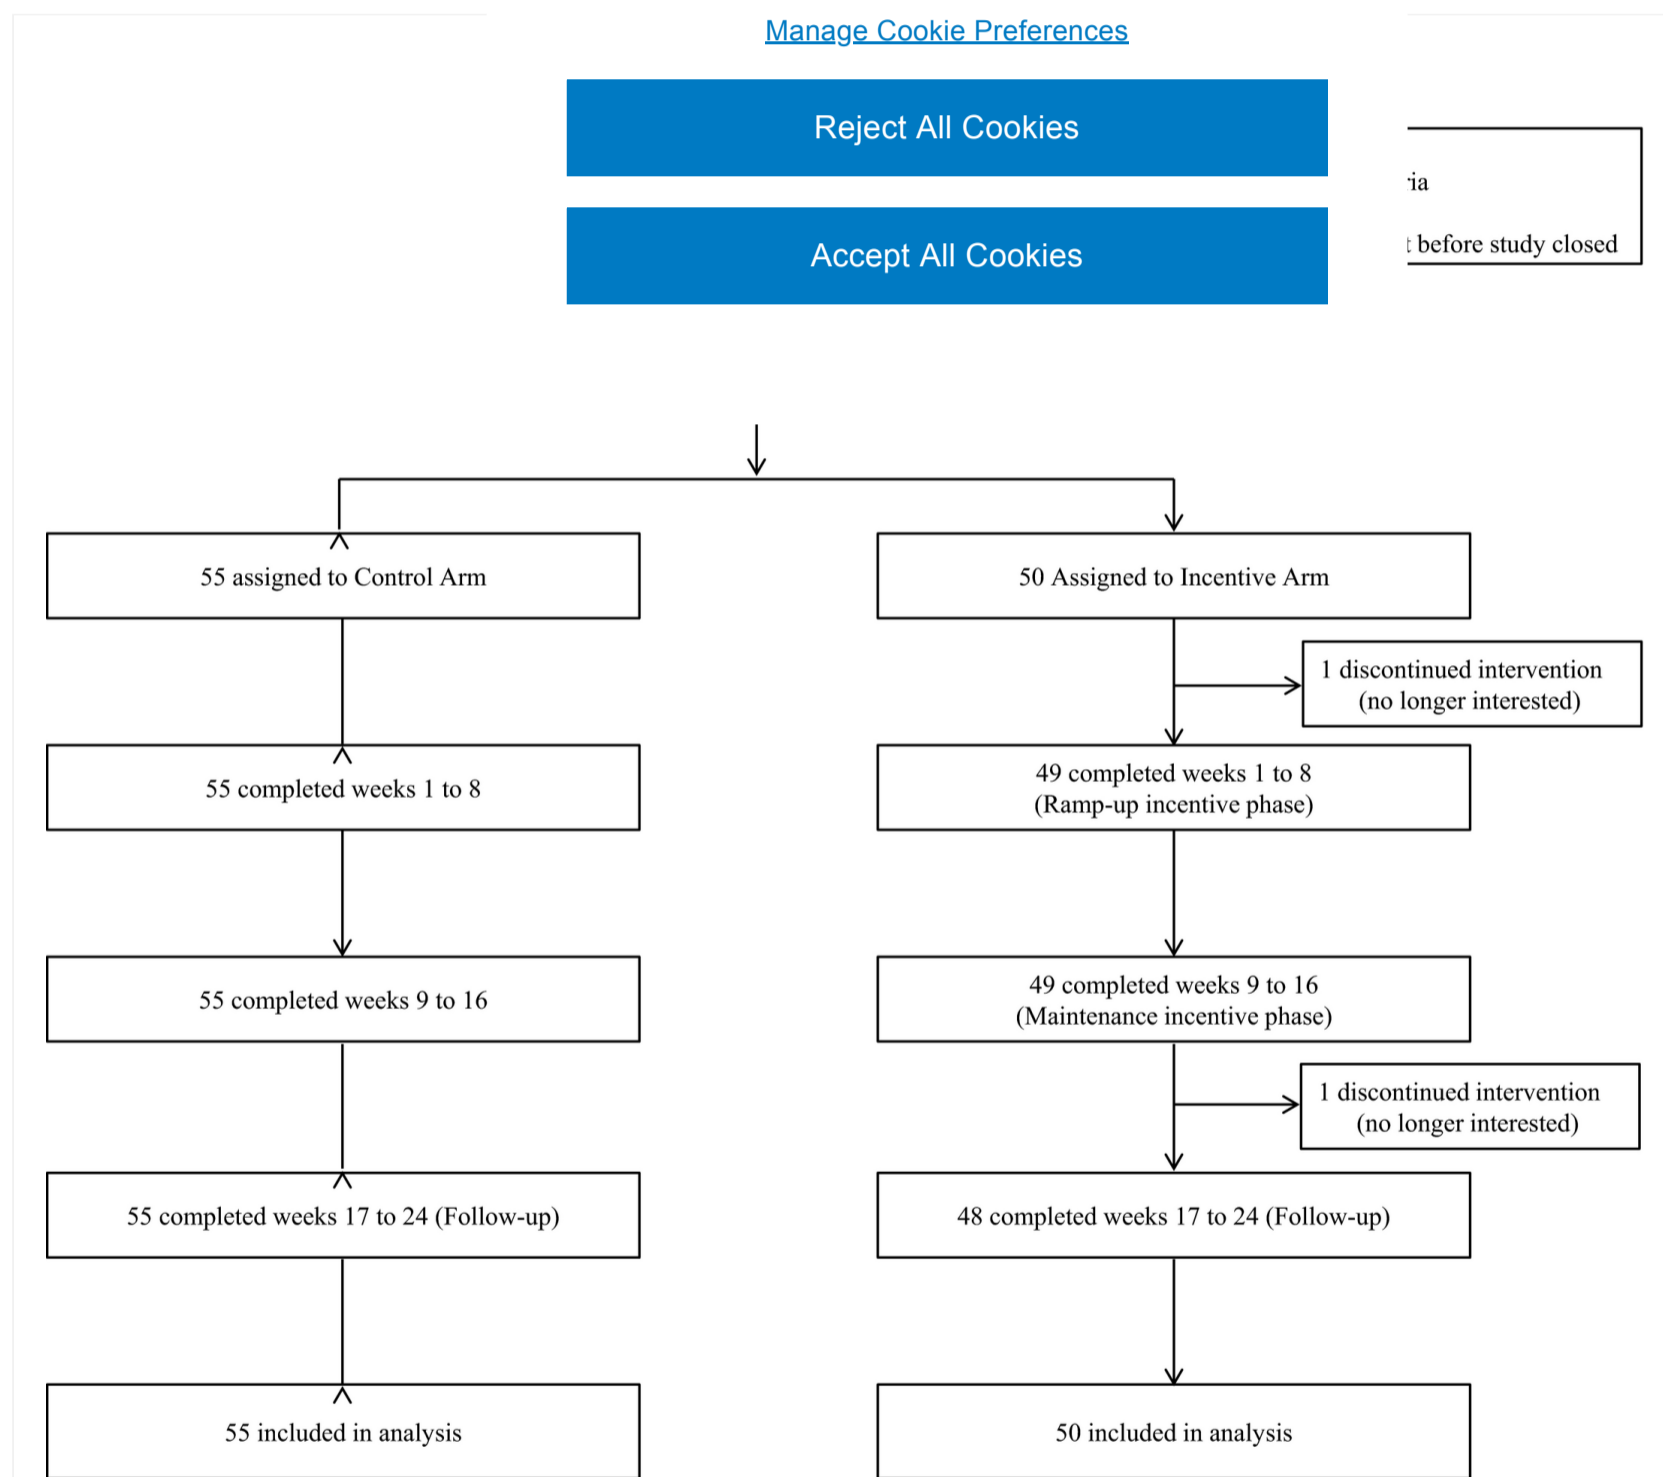 Manage Cookie Preferences
Reject All Cookies
Accept All Cookies
before study closed
55 assigned to Control Arm
50 Assigned to Incentive Arm
1 discontinued intervention
(no longer interested)
55 completed weeks 1 to 8
49 completed weeks 1 to 8
(Ramp-up incentive phase)
55 completed weeks 9 to 16
49 completed weeks 9 to 16
(Maintenance incentive phase)
1 discontinued intervention
(no longer interested)
55 completed weeks 17 to 24 (Follow-up)
48 completed weeks 17 to 24 (Follow-up)
55 included in analysis
50 included in analysis